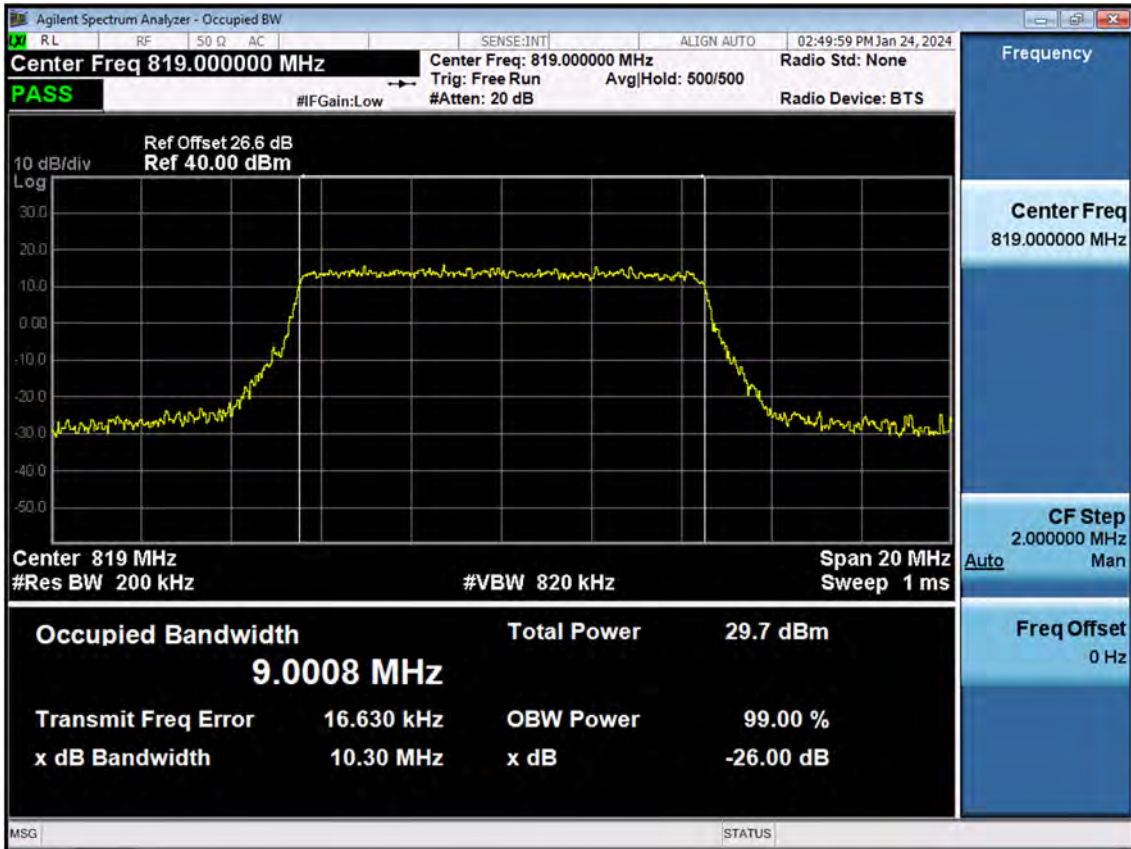 Agilent Spectrum Analyzer - Occupied BW
LXI RL RF 50 Ω AC SENSE:INT ALIGN AUTO 02:49:59 PM Jan 24, 2024
Center Freq 819.000000 MHz
Center Freq: 819.000000 MHz
Radio Std: None
Trig: Free Run Avg|Hold: 500/500
PASS
#IFGain:Low
#Atten: 20 dB
Radio Device: BTS
Ref Offset 26.6 dB
10 dB/div Ref 40.00 dBm
Log
30.0
20.0
10.0
0.00
-10.0
-20.0
-30.0
-40.0
-50.0
Center 819 MHz Span 20 MHz
#Res BW 200 kHz #VBW 820 kHz Sweep 1 ms
Occupied Bandwidth Total Power 29.7 dBm
9.0008 MHz
Transmit Freq Error 16.630 kHz OBW Power 99.00 %
x dB Bandwidth 10.30 MHz x dB -26.00 dB
MSG STATUS
Frequency
Center Freq
819.000000 MHz
CF Step
2.000000 MHz
Auto Man
Freq Offset
0 Hz